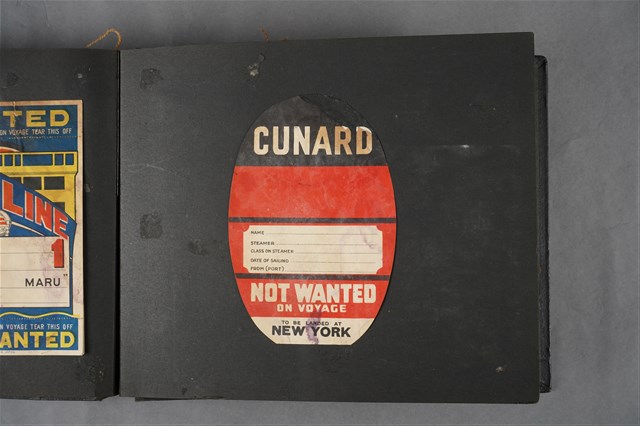 TED
ON VOYAGE TEAR THIS OFF
LINE
1
MARU"
ON VOYAGE TEAR THIS OFF
ANTED
CUNARD
NAME
STEAMER
CLASS ON STEAMER
DATE OF SAILING
FROM (PORT)
NOT WANTED
ON VOYAGE
TO BE LANDED AT
NEW YORK